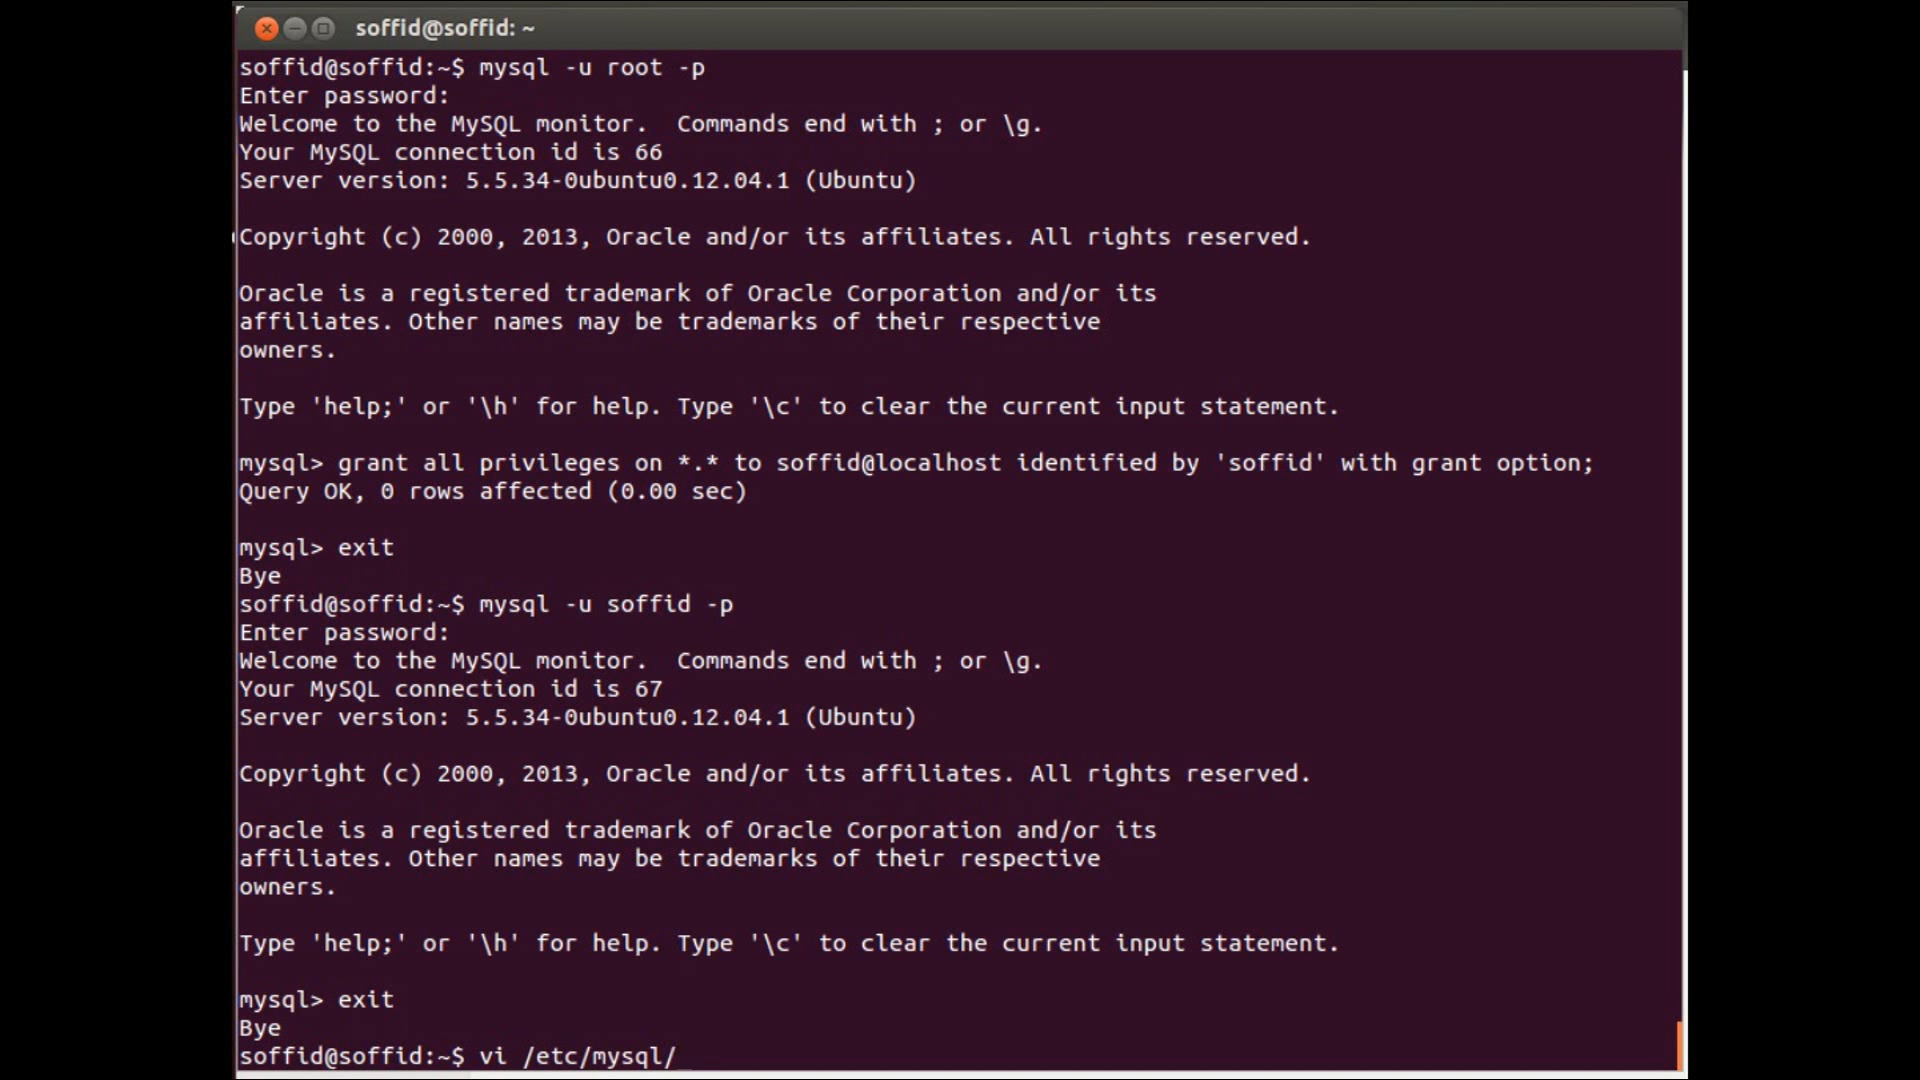 soffid@soffid: ~
soffid@soffid:~$ mysql -u root -p
Enter password:
Welcome to the MySQL monitor.  Commands end with ; or \g.
Your MySQL connection id is 66
Server version: 5.5.34-0ubuntu0.12.04.1 (Ubuntu)
Copyright (c) 2000, 2013, Oracle and/or its affiliates. All rights reserved.
Oracle is a registered trademark of Oracle Corporation and/or its
affiliates. Other names may be trademarks of their respective
owners.
Type 'help;' or '\h' for help. Type '\c' to clear the current input statement.
mysql> grant all privileges on *.* to soffid@localhost identified by 'soffid' with grant option;
Query OK, 0 rows affected (0.00 sec)
mysql> exit
Bye
soffid@soffid:~$ mysql -u soffid -p
Enter password:
Welcome to the MySQL monitor.  Commands end with ; or \g.
Your MySQL connection id is 67
Server version: 5.5.34-0ubuntu0.12.04.1 (Ubuntu)
Copyright (c) 2000, 2013, Oracle and/or its affiliates. All rights reserved.
Oracle is a registered trademark of Oracle Corporation and/or its
affiliates. Other names may be trademarks of their respective
owners.
Type 'help;' or '\h' for help. Type '\c' to clear the current input statement.
mysql> exit
Bye
soffid@soffid:~$ vi /etc/mysql/